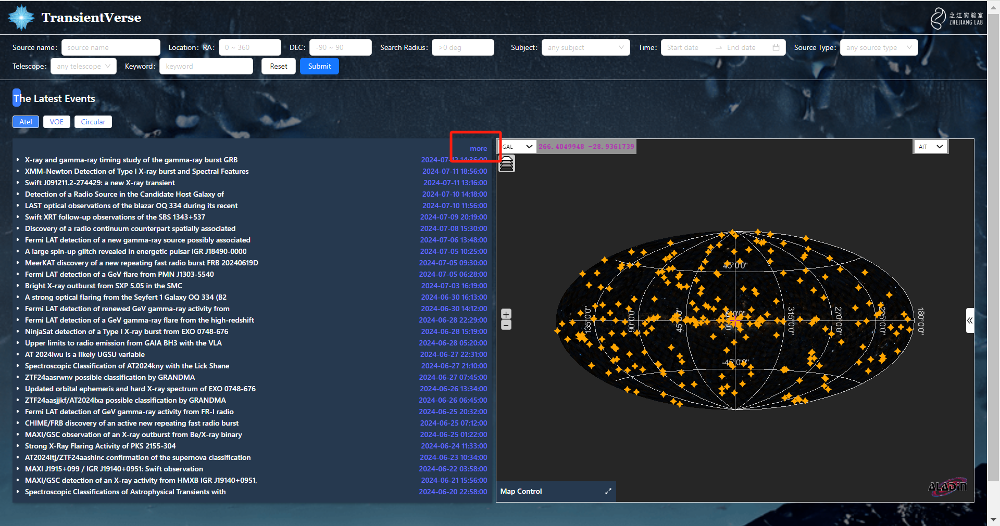 TransientVerse
之江实验室
ZHEJIANG LAB
Source name: source name Location: RA: 0 ~ 360 DEC: -90 ~ 90 Search Radius: >0 deg Subject: any subject Time: Start date → End date Source Type: any source type
Telescope: any telescope Keyword: keyword Reset Submit
The Latest Events
Atel VOE Circular
more
X-ray and gamma-ray timing study of the gamma-ray burst GRB 2024-07-12 14:36:00
XMM-Newton Detection of Type I X-ray burst and Spectral Features 2024-07-11 18:56:00
Swift J091211.2-274429: a new X-ray transient 2024-07-11 13:16:00
Detection of a Radio Source in the Candidate Host Galaxy of 2024-07-10 14:18:00
LAST optical observations of the blazar OQ 334 during its recent 2024-07-10 11:56:00
Swift XRT follow-up observations of the SBS 1343+537 2024-07-09 20:19:00
Discovery of a radio continuum counterpart spatially associated 2024-07-08 15:30:00
Fermi LAT detection of a new gamma-ray source possibly associated 2024-07-06 13:48:00
A large spin-up glitch revealed in energetic pulsar IGR J18490-0000 2024-07-05 10:25:00
MeerKAT discovery of a new repeating fast radio burst FRB 20240619D 2024-07-05 09:30:00
Fermi LAT detection of a GeV flare from PMN J1303-5540 2024-07-05 06:28:00
Bright X-ray outburst from SXP 5.05 in the SMC 2024-07-03 16:19:00
A strong optical flaring from the Seyfert 1 Galaxy OQ 334 (B2 2024-06-30 16:13:00
Fermi LAT detection of renewed GeV gamma-ray activity from 2024-06-30 14:12:00
Fermi LAT detection of a GeV gamma-ray flare from the high-redshift 2024-06-28 22:29:00
NinjaSat detection of a Type I X-ray burst from EXO 0748-676 2024-06-28 15:19:00
Upper limits to radio emission from GAIA BH3 with the VLA 2024-06-28 05:20:00
AT 2024lwu is a likely UGSU variable 2024-06-27 22:31:00
Spectroscopic Classification of AT2024kny with the Lick Shane 2024-06-27 21:10:00
ZTF24aasrwnv possible classification by GRANDMA 2024-06-27 07:45:00
Updated orbital ephemeris and hard X-ray spectrum of EXO 0748-676 2024-06-26 13:34:00
ZTF24aasjjkf/AT2024lxa possible classification by GRANDMA 2024-06-26 06:45:00
Fermi LAT detection of GeV gamma-ray activity from FR-I radio 2024-06-25 20:32:00
CHIME/FRB discovery of an active new repeating fast radio burst 2024-06-25 07:12:00
MAXI/GSC observation of an X-ray outburst from Be/X-ray binary 2024-06-25 01:22:00
Strong X-Ray Flaring Activity of PKS 2155-304 2024-06-24 11:33:00
AT2024ltj/ZTF24aashinc confirmation of the supernova classification 2024-06-23 10:34:00
MAXI J1915+099 / IGR J19140+0951: Swift observation 2024-06-22 03:58:00
MAXI/GSC detection of an X-ray activity from HMXB IGR J19140+0951, 2024-06-21 15:56:00
Spectroscopic Classifications of Astrophysical Transients with 2024-06-20 22:58:00
GAL 266.4049948 -28.9361739 AIT
45°0'0"
135°0'0"
90°0'0"
45°0'0"
315°0'0"
270°0'0"
225°0'0"
180°0'0"
-45°0'0"
Map Control
ALADIN